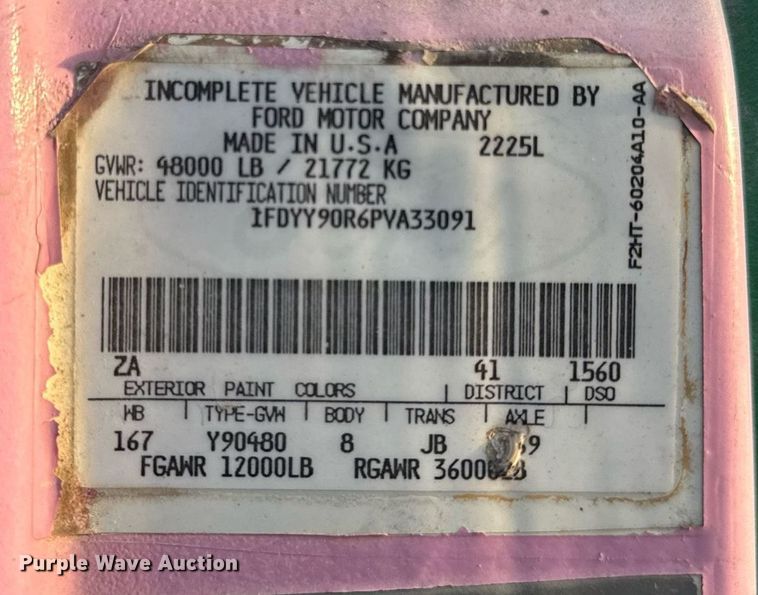 INCOMPLETE VEHICLE MANUFACTURED BY
FORD MOTOR COMPANY
MADE IN U.S.A 2225L
GVWR: 48000 LB / 21772 KG
VEHICLE IDENTIFICATION NUMBER
1FDYY90R6PVA33091
F2HT-60204A10-AA
ZA 41 1560
EXTERIOR PAINT COLORS | DISTRICT | DSO
WB | TYPE-GVW | BODY | TRANS | AXLE |
167 Y90480 8 JB
FGAWR 12000LB RGAWR 36000LB
Purple Wave Auction